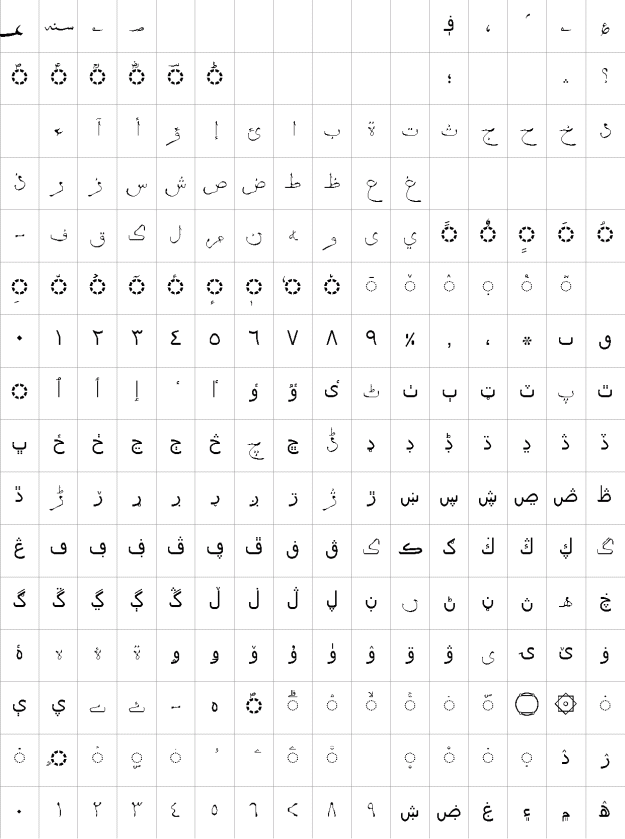 ؀ ؁ ؂ ؃ ؋ ، ؍ ؎ ؏
◌ؐ ◌ؑ ◌ؒ ◌ؓ ◌ؔ ◌ؕ ؛ ؞ ؟
ء آ أ ؤ إ ئ ا ب ة ت ث ج ح خ د
ذ ر ز س ش ص ض ط ظ ع غ
ـ ف ق ك ل م ن ه و ى ي ◌ً ◌ٌ ◌ٍ ◌َ ◌ُ
◌ِ ◌ّ ◌ْ ◌ٓ ◌ٔ ◌ٕ ◌ٖ ◌ٗ ◌٘ ◌ٙ ◌ٚ ◌ٛ ◌ٜ ◌ٝ ◌ٞ
٠ ١ ٢ ٣ ٤ ٥ ٦ ٧ ٨ ٩ ٪ ٫ ٬ ٭ ٮ ٯ
◌ٰ ٱ ٲ ٳ ٴ ٵ ٶ ٷ ٸ ٹ ٺ ٻ ټ ٽ پ ٿ
ڀ ځ ڂ ڃ ڄ څ چ ڇ ڈ ډ ڊ ڋ ڌ ڍ ڎ ڏ
ڐ ڑ ڒ ړ ڔ ڕ ږ ڗ ژ ڙ ښ ڛ ڜ ڝ ڞ ڟ
ڠ ڡ ڢ ڣ ڤ ڥ ڦ ڧ ڨ ک ڪ ګ ڬ ڭ ڮ گ
ڰ ڱ ڲ ڳ ڴ ڵ ڶ ڷ ڸ ڹ ں ڻ ڼ ڽ ھ ڿ
ۀ ہ ۂ ۃ ۄ ۅ ۆ ۇ ۈ ۉ ۊ ۋ ی ۍ ێ ۏ
ې ۑ ے ۓ ۔ ە ◌ۖ ◌ۗ ◌ۘ ◌ۙ ◌ۚ ◌ۛ ◌ۜ ۝ ۞ ◌۟
◌۠ ◌ۡ ◌ۢ ◌ۣ ◌ۤ ۥ ۦ ◌ۧ ◌ۨ ◌۪ ◌۫ ◌۬ ◌ۭ ۮ ۯ
۰ ۱ ۲ ۳ ۴ ۵ ۶ ۷ ۸ ۹ ۺ ۻ ۼ ۽ ۾ ۿ